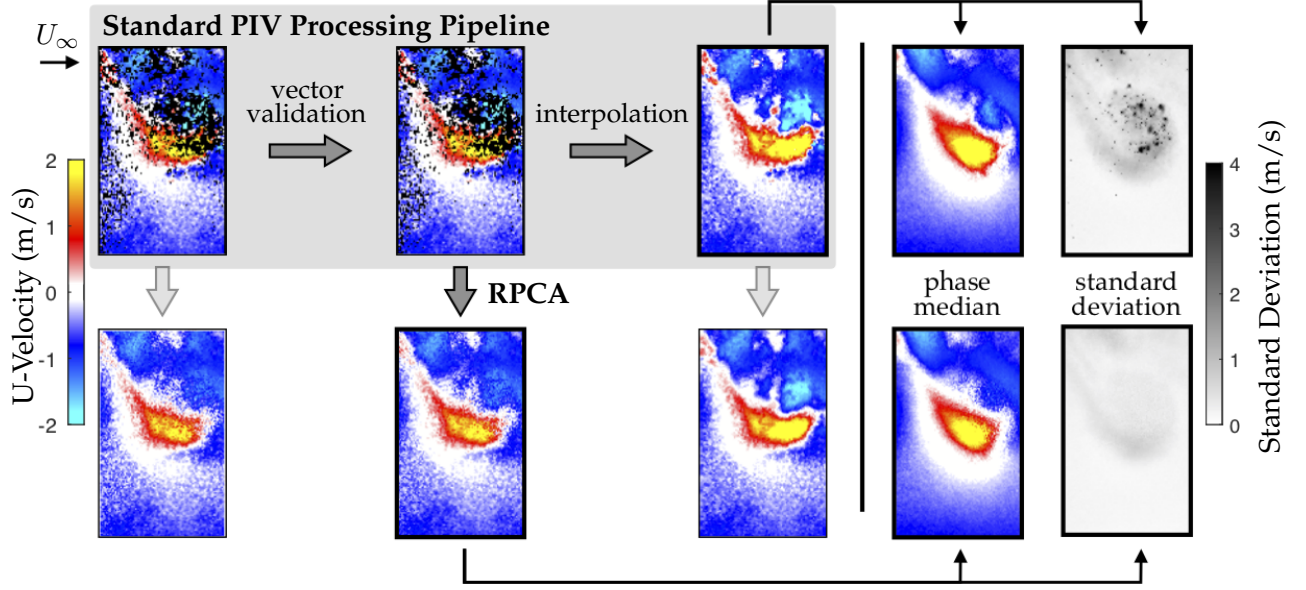 Standard PIV Processing Pipeline
U∞
vector
validation
interpolation
U-Velocity (m/s)
2
1
0
-1
-2
RPCA
phase
median
standard
deviation
4
3
2
1
0
Standard Deviation (m/s)